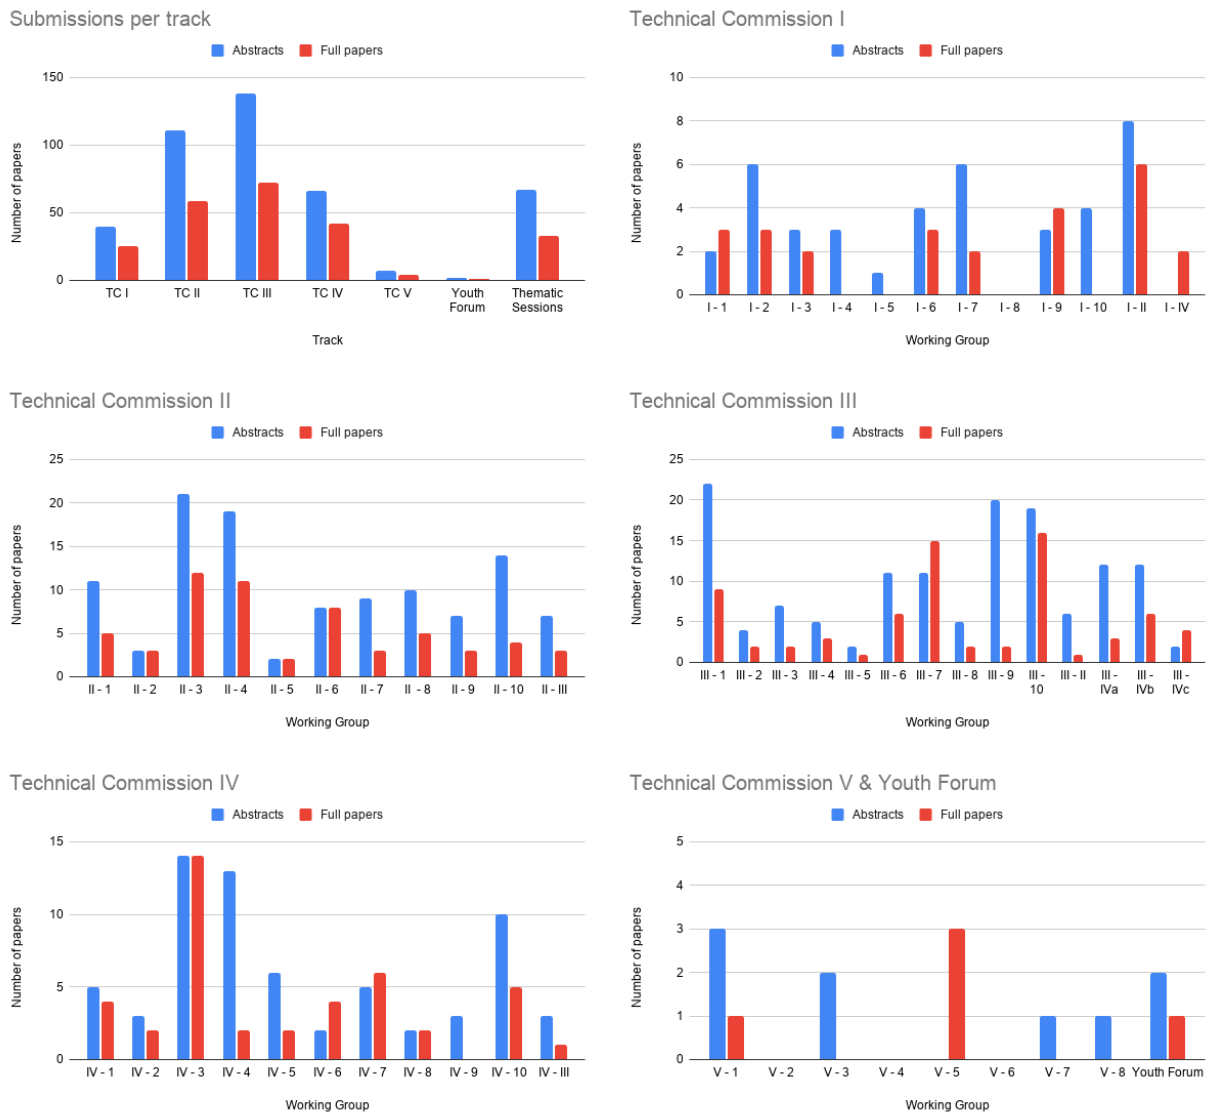 Submissions per track
Abstracts Full papers
Number of papers
150
100
50
0
TC I TC II TC III TC IV TC V Youth Forum Thematic Sessions
Track
Technical Commission I
Abstracts Full papers
Number of papers
10
8
6
4
2
0
I - 1 I - 2 I - 3 I - 4 I - 5 I - 6 I - 7 I - 8 I - 9 I - 10 I - II I - IV
Working Group
Technical Commission II
Abstracts Full papers
Number of papers
25
20
15
10
5
0
II - 1 II - 2 II - 3 II - 4 II - 5 II - 6 II - 7 II - 8 II - 9 II - 10 II - III
Working Group
Technical Commission III
Abstracts Full papers
Number of papers
25
20
15
10
5
0
III - 1 III - 2 III - 3 III - 4 III - 5 III - 6 III - 7 III - 8 III - 9 III - 10 III - II III - IVa III - IVb III - IVc
Working Group
Technical Commission IV
Abstracts Full papers
Number of papers
15
10
5
0
IV - 1 IV - 2 IV - 3 IV - 4 IV - 5 IV - 6 IV - 7 IV - 8 IV - 9 IV - 10 IV - III
Working Group
Technical Commission V & Youth Forum
Abstracts Full papers
Number of papers
5
4
3
2
1
0
V - 1 V - 2 V - 3 V - 4 V - 5 V - 6 V - 7 V - 8 Youth Forum
Working Group